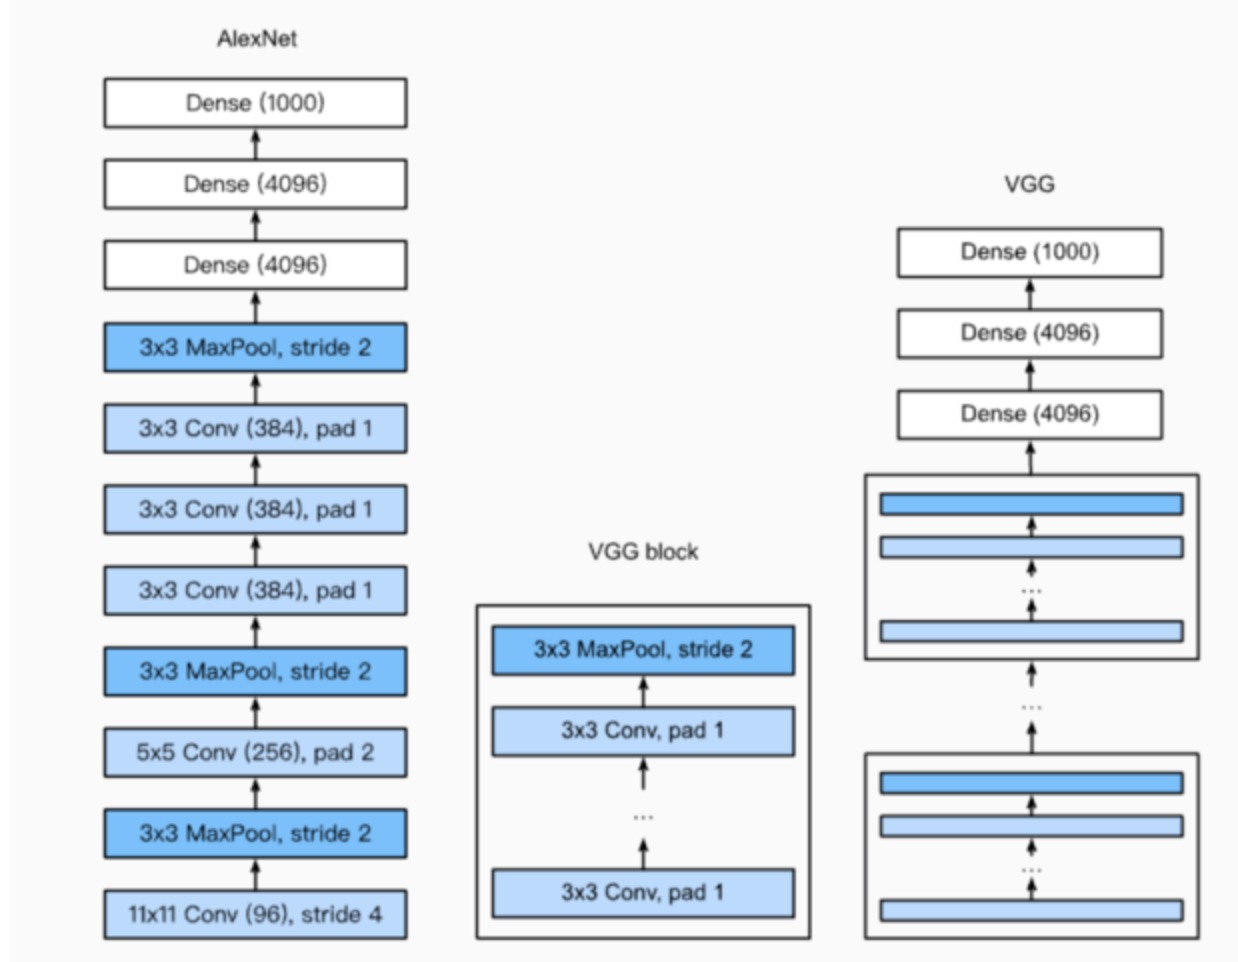 AlexNet
Dense (1000)
Dense (4096)
Dense (4096)
3x3 MaxPool, stride 2
3x3 Conv (384), pad 1
3x3 Conv (384), pad 1
3x3 Conv (384), pad 1
3x3 MaxPool, stride 2
5x5 Conv (256), pad 2
3x3 MaxPool, stride 2
11x11 Conv (96), stride 4
VGG block
3x3 MaxPool, stride 2
3x3 Conv, pad 1
...
3x3 Conv, pad 1
VGG
Dense (1000)
Dense (4096)
Dense (4096)
...
...
...